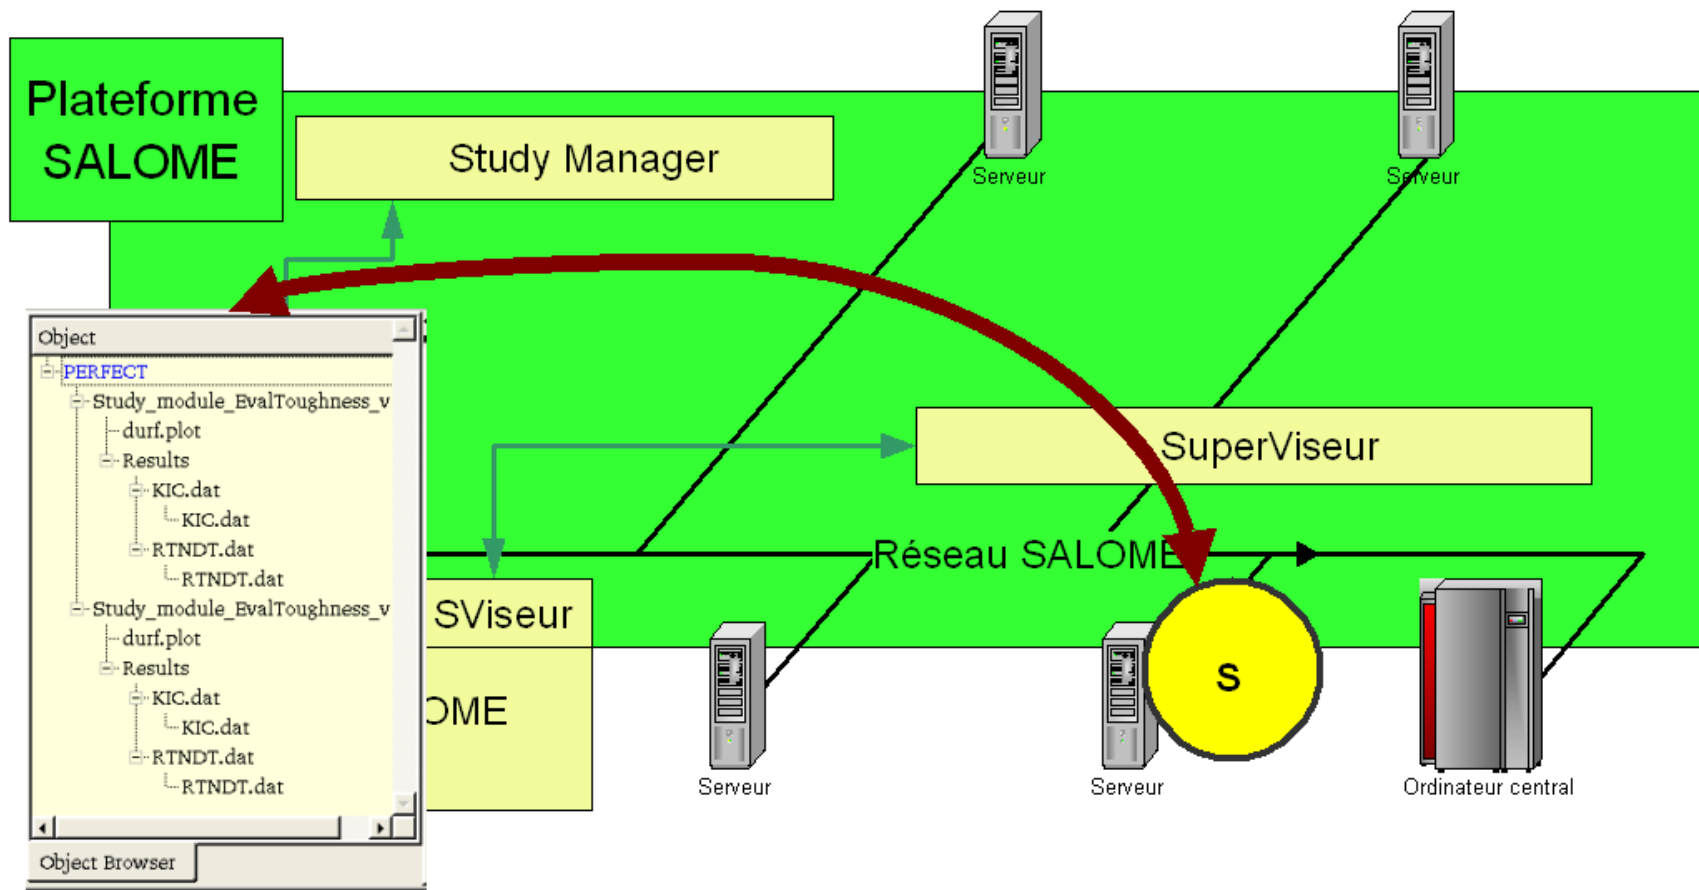 Plateforme
SALOME
Study Manager
Serveur
Serveur
Object
PERFECT
Study_module_EvalToughness_v
durf.plot
Results
KIC.dat
KIC.dat
RTNDT.dat
RTNDT.dat
Study_module_EvalToughness_v
durf.plot
Results
KIC.dat
KIC.dat
RTNDT.dat
RTNDT.dat
Object Browser
SuperViseur
Réseau SALOME
SViseur
OME
S
Serveur
Serveur
Ordinateur central